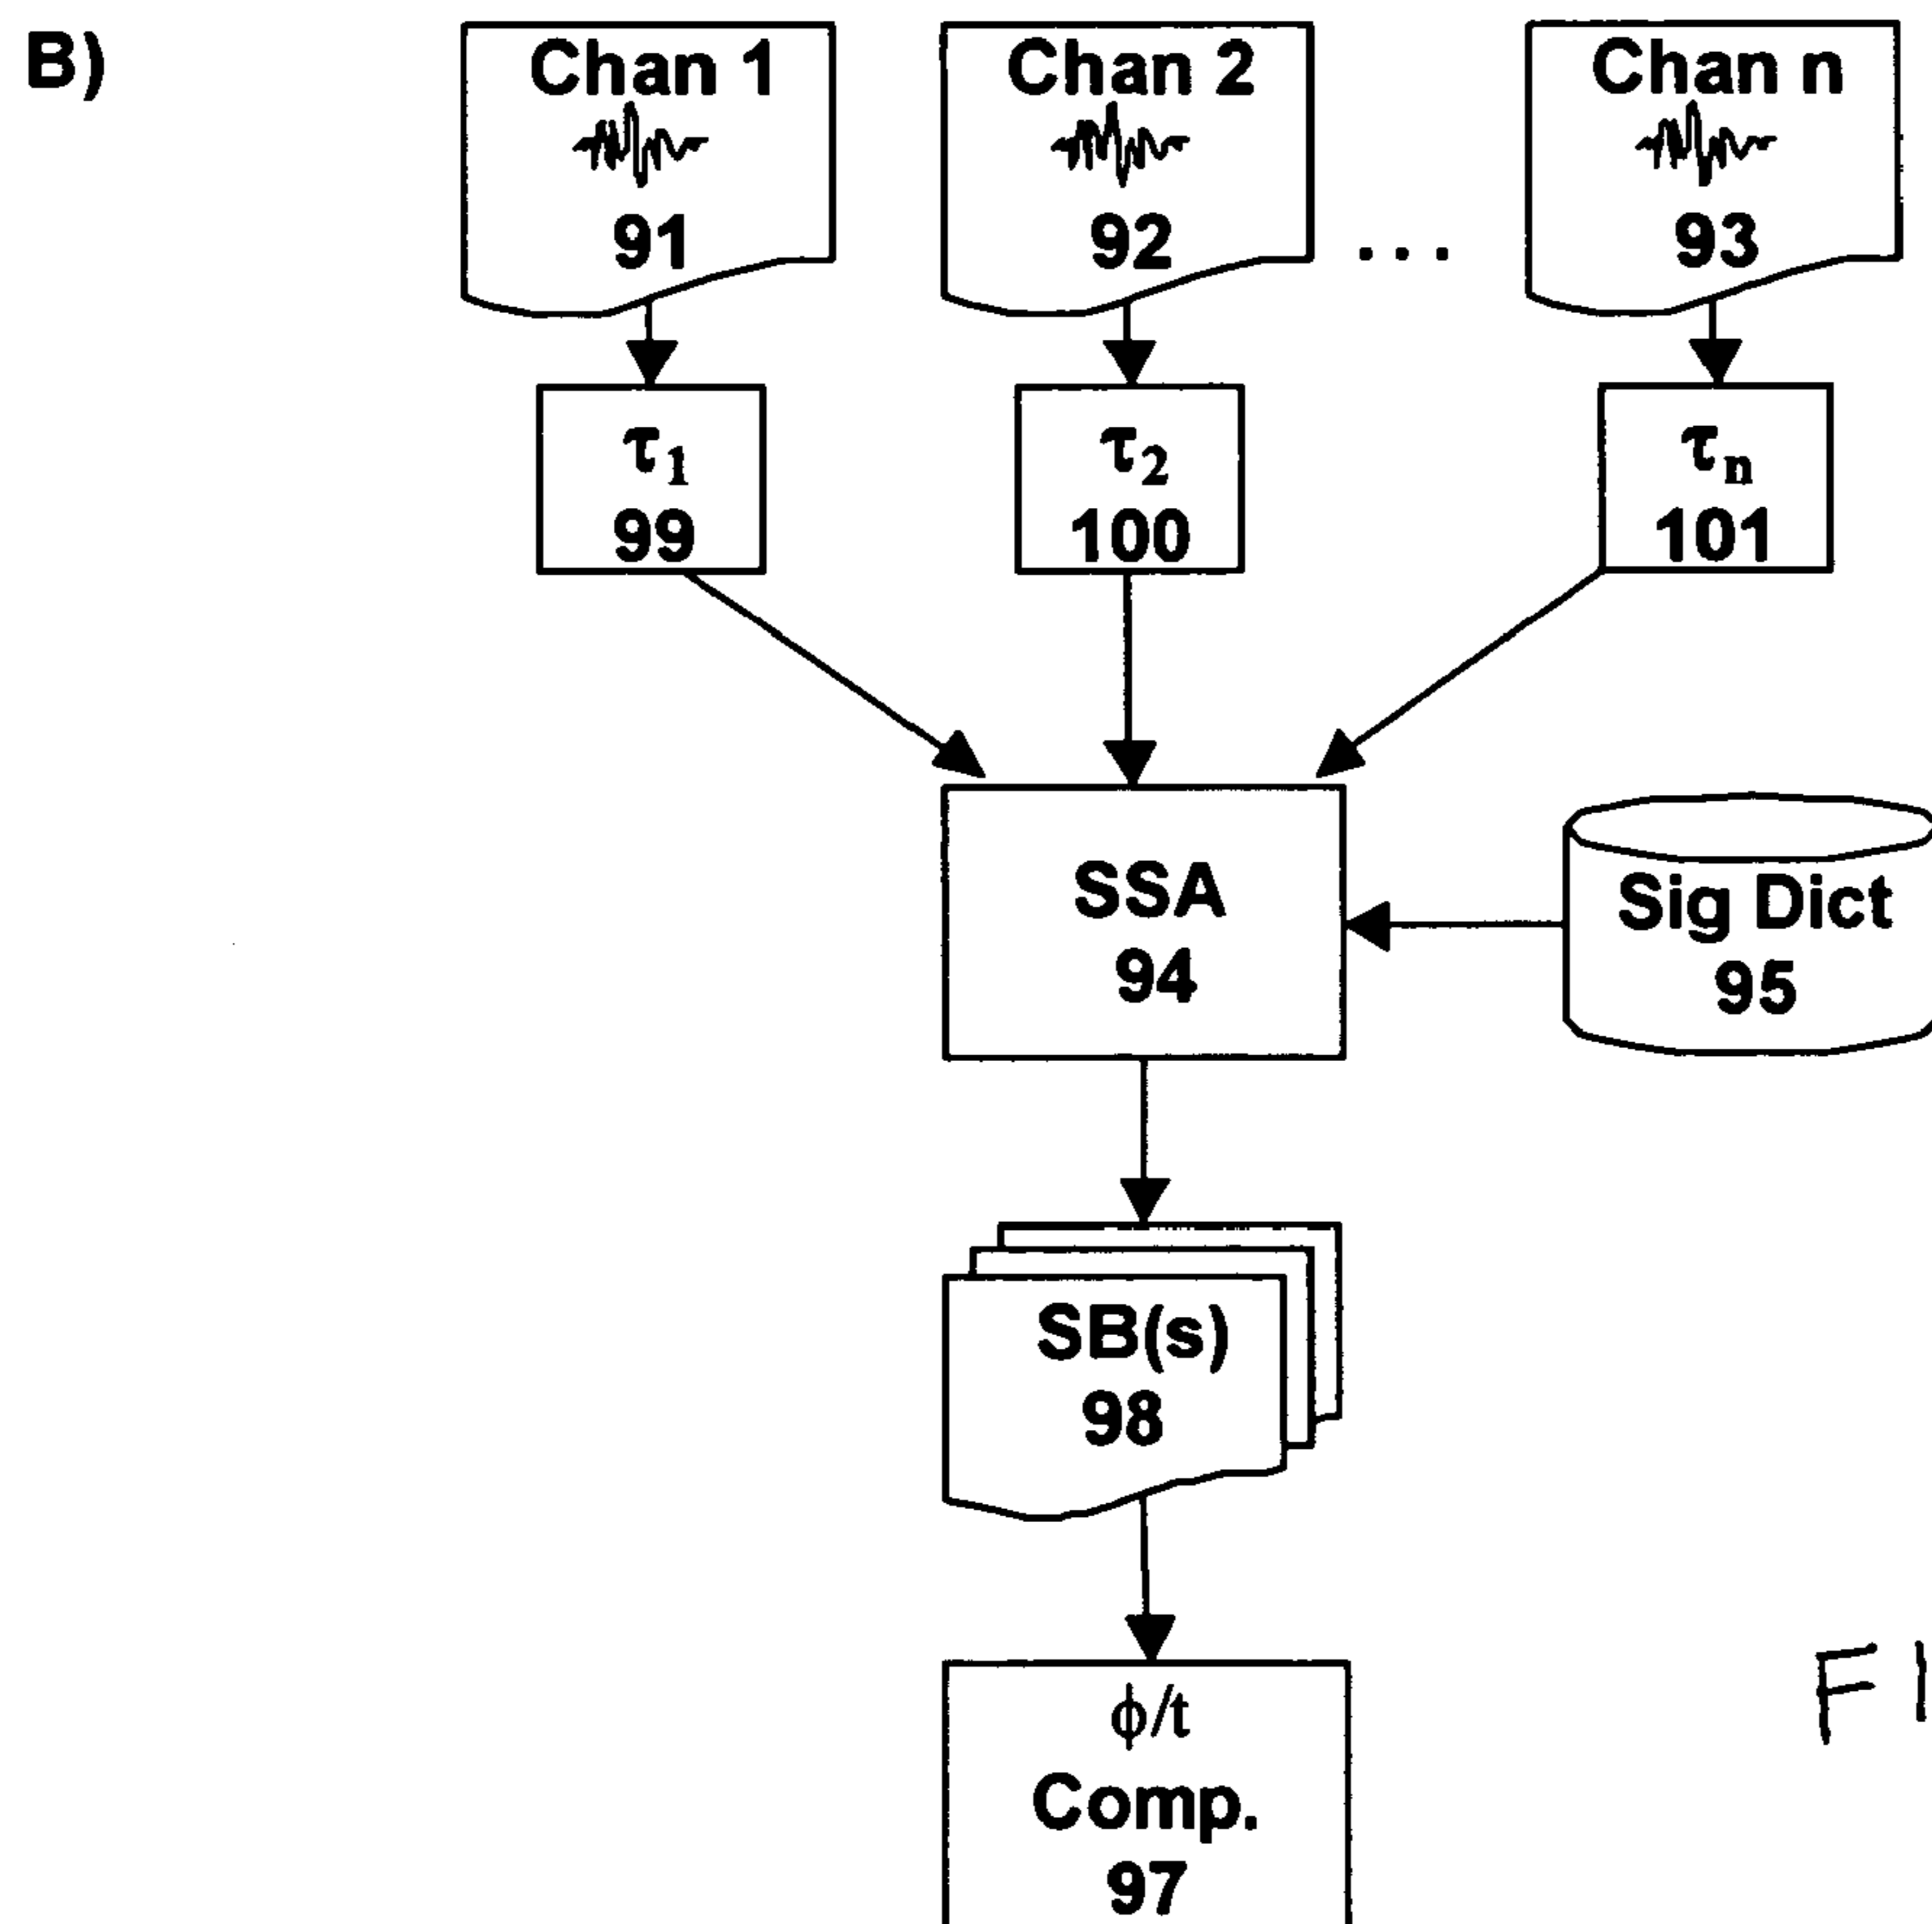 B)
Chan 1
91
Chan 2
92
...
Chan n
93
τ1
99
τ2
100
τn
101
SSA
94
Sig Dict
95
SB(s)
98
ϕ/t
Comp.
97
FI